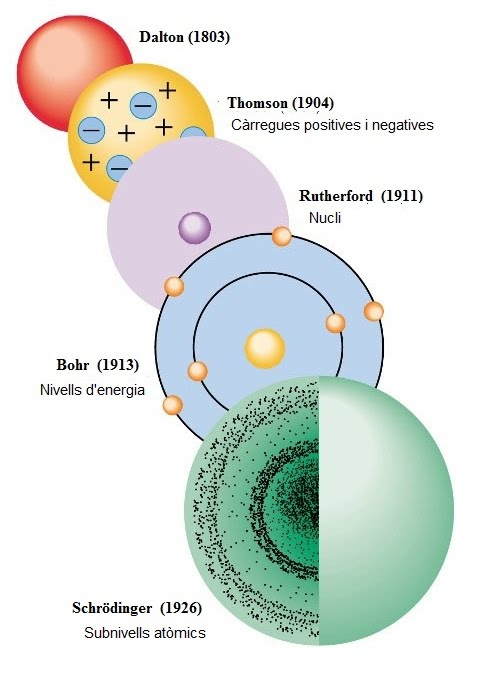 Dalton (1803)
+ + − Thomson (1904)
− + + Càrregues positives i negatives
+ −
Rutherford (1911)
Nucli
Bohr (1913)
Nivells d'energia
Schrödinger (1926)
Subnivells atòmics